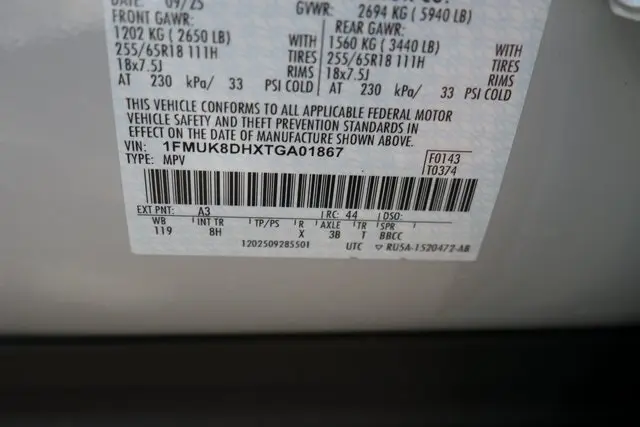 DATE: 09/25 GVWR: 2694 KG ( 5940 LB)
FRONT GAWR: REAR GAWR:
1202 KG ( 2650 LB) WITH 1560 KG ( 3440 LB) WITH
255/65R18 111H TIRES 255/65R18 111H TIRES
18x7.5J RIMS 18x7.5J RIMS
AT 230 kPa/ 33 PSI COLD AT 230 kPa/ 33 PSI COLD
THIS VEHICLE CONFORMS TO ALL APPLICABLE FEDERAL MOTOR
VEHICLE SAFETY AND THEFT PREVENTION STANDARDS IN
EFFECT ON THE DATE OF MANUFACTURE SHOWN ABOVE.
VIN: 1FMUK8DHXTGA01867
TYPE: MPV F0143
T0374
EXT PNT: A3 RC: 44 DSO:
WB INT TR TP/PS R AXLE TR SPR
119 8H X 3B T BBCC
1202509285501 UTC RU5A-1520472-AB